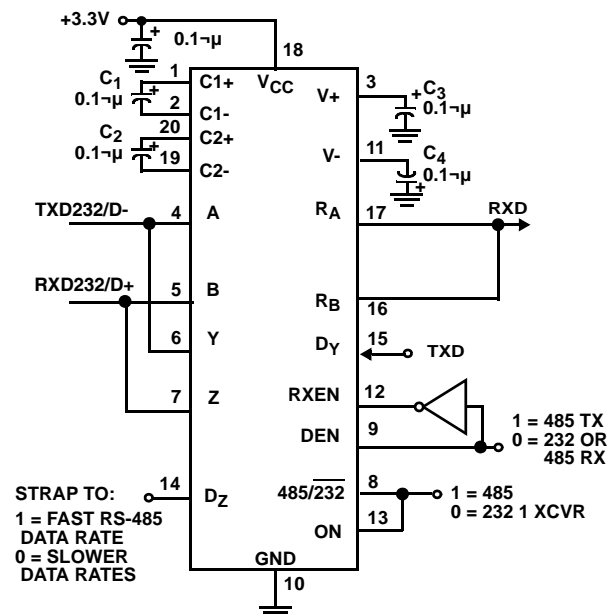 +3.3V
+ 0.1¬µ
18
C1
0.1¬µ
+
1
C1+
VCC
2
C1-
V+
3
+ C3
0.1¬µ
C2
0.1¬µ
+
20
C2+
19
C2-
V-
11
C4
0.1¬µ
+
TXD232/D-
4
A
RA
17
RXD
RXD232/D+
5
B
RB
16
6
Y
DY
15
TXD
7
Z
RXEN
12
DEN
9
1 = 485 TX
0 = 232 OR
485 RX
14
DZ
STRAP TO:
1 = FAST RS-485
DATA RATE
0 = SLOWER
DATA RATES
485/232
8
1 = 485
0 = 232 1 XCVR
ON
13
GND
10